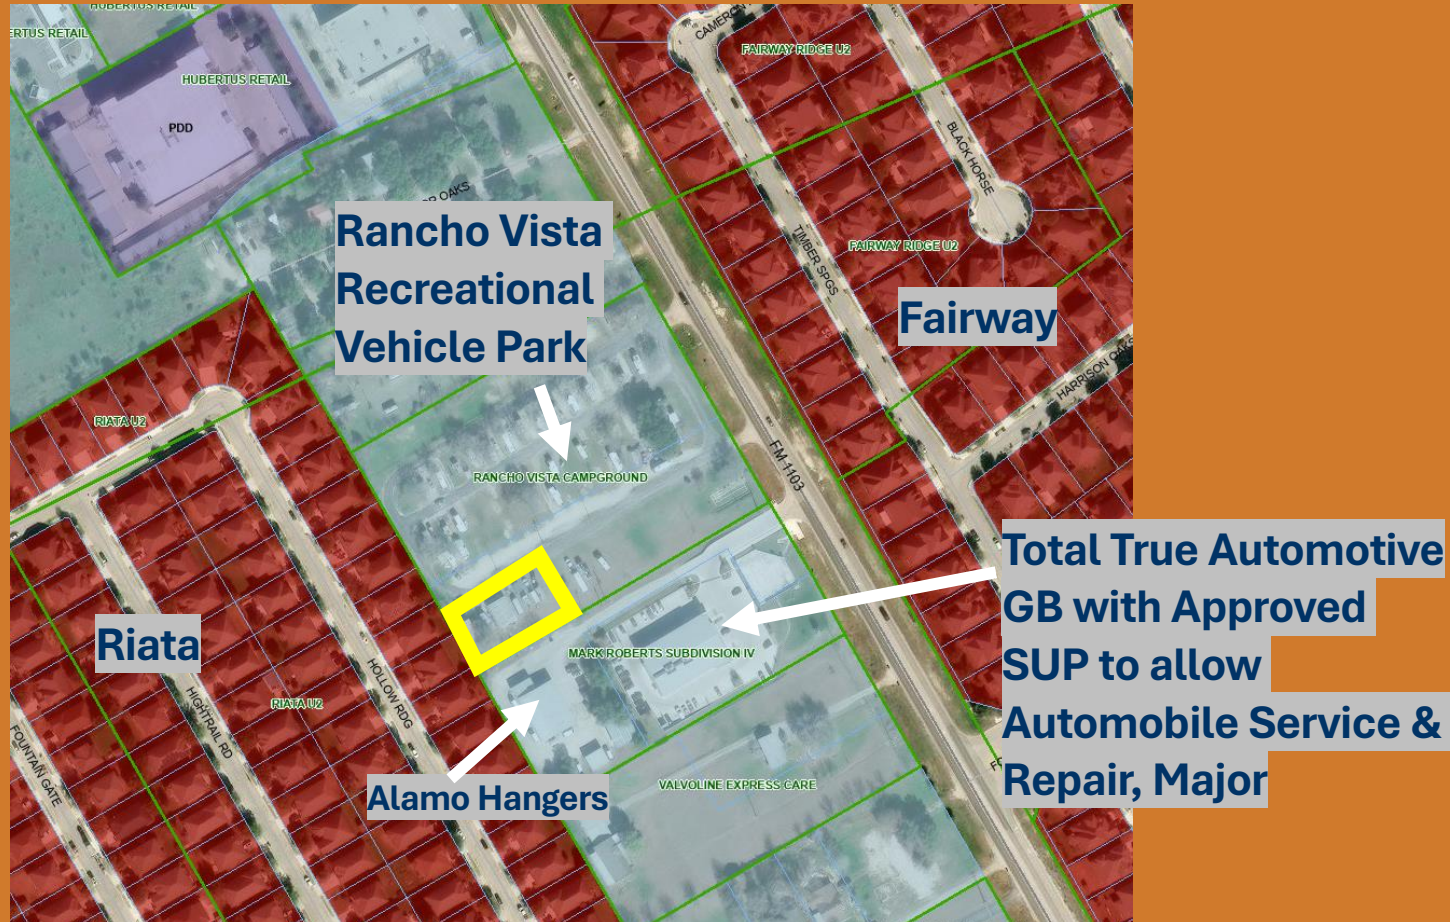 HUBERTUS RETAIL
ERTUS RETAIL
HUBERTUS RETAIL
PDD
CAMERON
FAIRWAY RIDGE U2
BLACK HORSE
OAKS
Rancho Vista
Recreational
Vehicle Park
TIMBER SPGS
FAIRWAY RIDGE U2
Fairway
HARRISON OAKS
RIATA U2
RANCHO VISTA CAMPGROUND
FM 1103
Total True Automotive
GB with Approved
SUP to allow
Automobile Service &
Repair, Major
Riata
MARK ROBERTS SUBDIVISION IV
HOLLOW RDG
HIGHTRAIL RD
RIATA U2
FOUNTAIN GATE
Alamo Hangers
VALVOLINE EXPRESS CARE